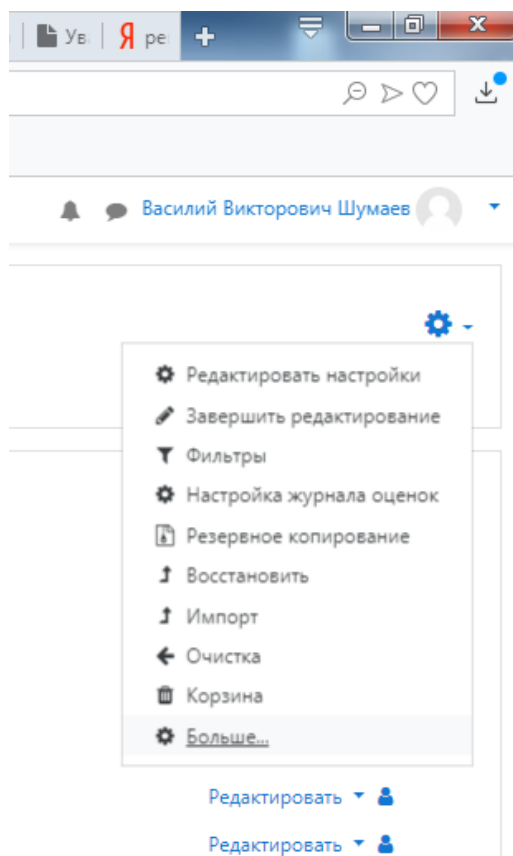 Ув
Я ре
Василий Викторович Шумаев
Редактировать настройки
Завершить редактирование
Фильтры
Настройка журнала оценок
Резервное копирование
Восстановить
Импорт
Очистка
Корзина
Больше...
Редактировать
Редактировать